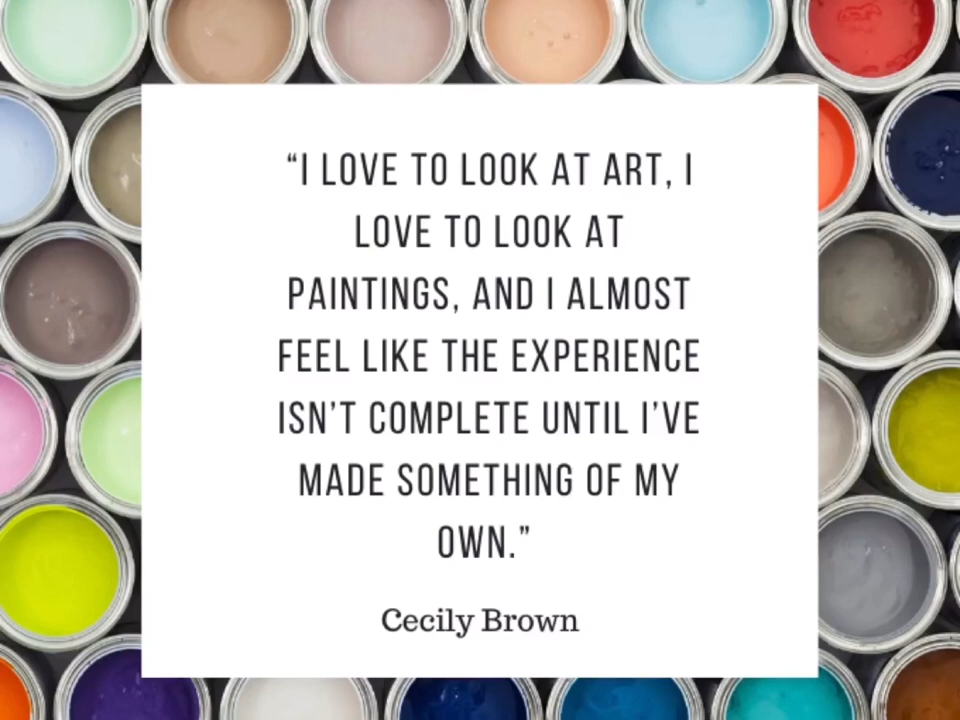 “I LOVE TO LOOK AT ART, I
LOVE TO LOOK AT
PAINTINGS, AND I ALMOST
FEEL LIKE THE EXPERIENCE
ISN’T COMPLETE UNTIL I’VE
MADE SOMETHING OF MY
OWN.”
Cecily Brown